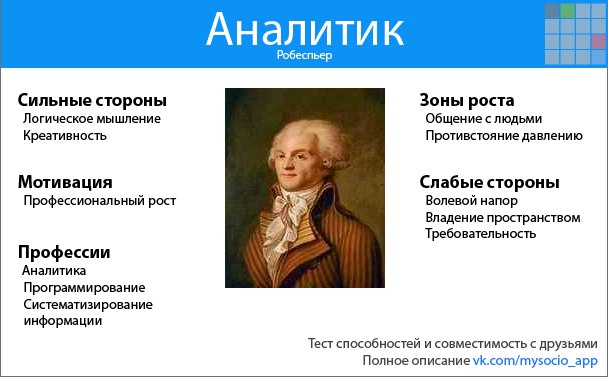 Аналитик
Робеспьер
Сильные стороны
Логическое мышление
Креативность
Мотивация
Профессиональный рост
Профессии
Аналитика
Программирование
Систематизирование
информации
Зоны роста
Общение с людьми
Противстояние давлению
Слабые стороны
Волевой напор
Владение пространством
Требовательность
Тест способностей и совместимость с друзьями
Полное описание vk.com/mysocio_app